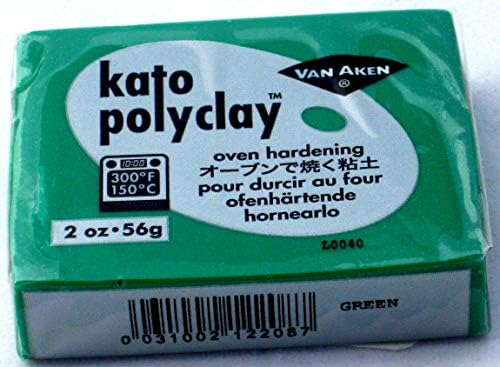 kato
polyclay™
VAN AKEN
®
10:00
300°F
150°C
oven hardening
オーブンで焼く粘土
pour durcir au four
ofenhärtende
hornearlo
2 oz•56g
L0040
GREEN
0 031002 122087